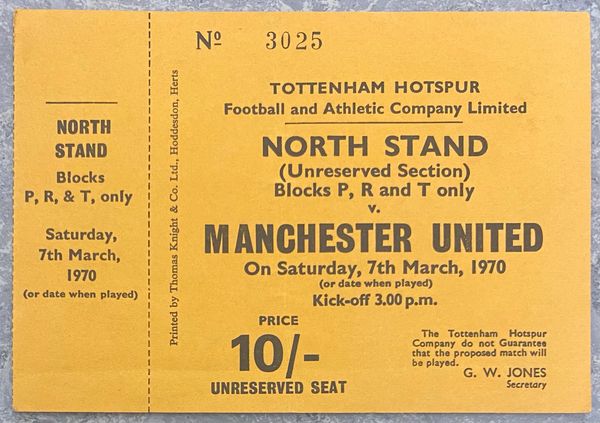 NORTH
STAND
Blocks
P, R, & T, only
Saturday,
7th March,
1970
(or date when played)
Printed by Thomas Knight & Co. Ltd., Hoddesdon, Herts
Nº 3025
TOTTENHAM HOTSPUR
Football and Athletic Company Limited
NORTH STAND
(Unreserved Section)
Blocks P, R and T only
v.
MANCHESTER UNITED
On Saturday, 7th March, 1970
(or date when played)
Kick-off 3.00 p.m.
PRICE
10/-
UNRESERVED SEAT
The Tottenham Hotspur
Company do not Guarantee
that the proposed match will
be played.
G. W. JONES
Secretary